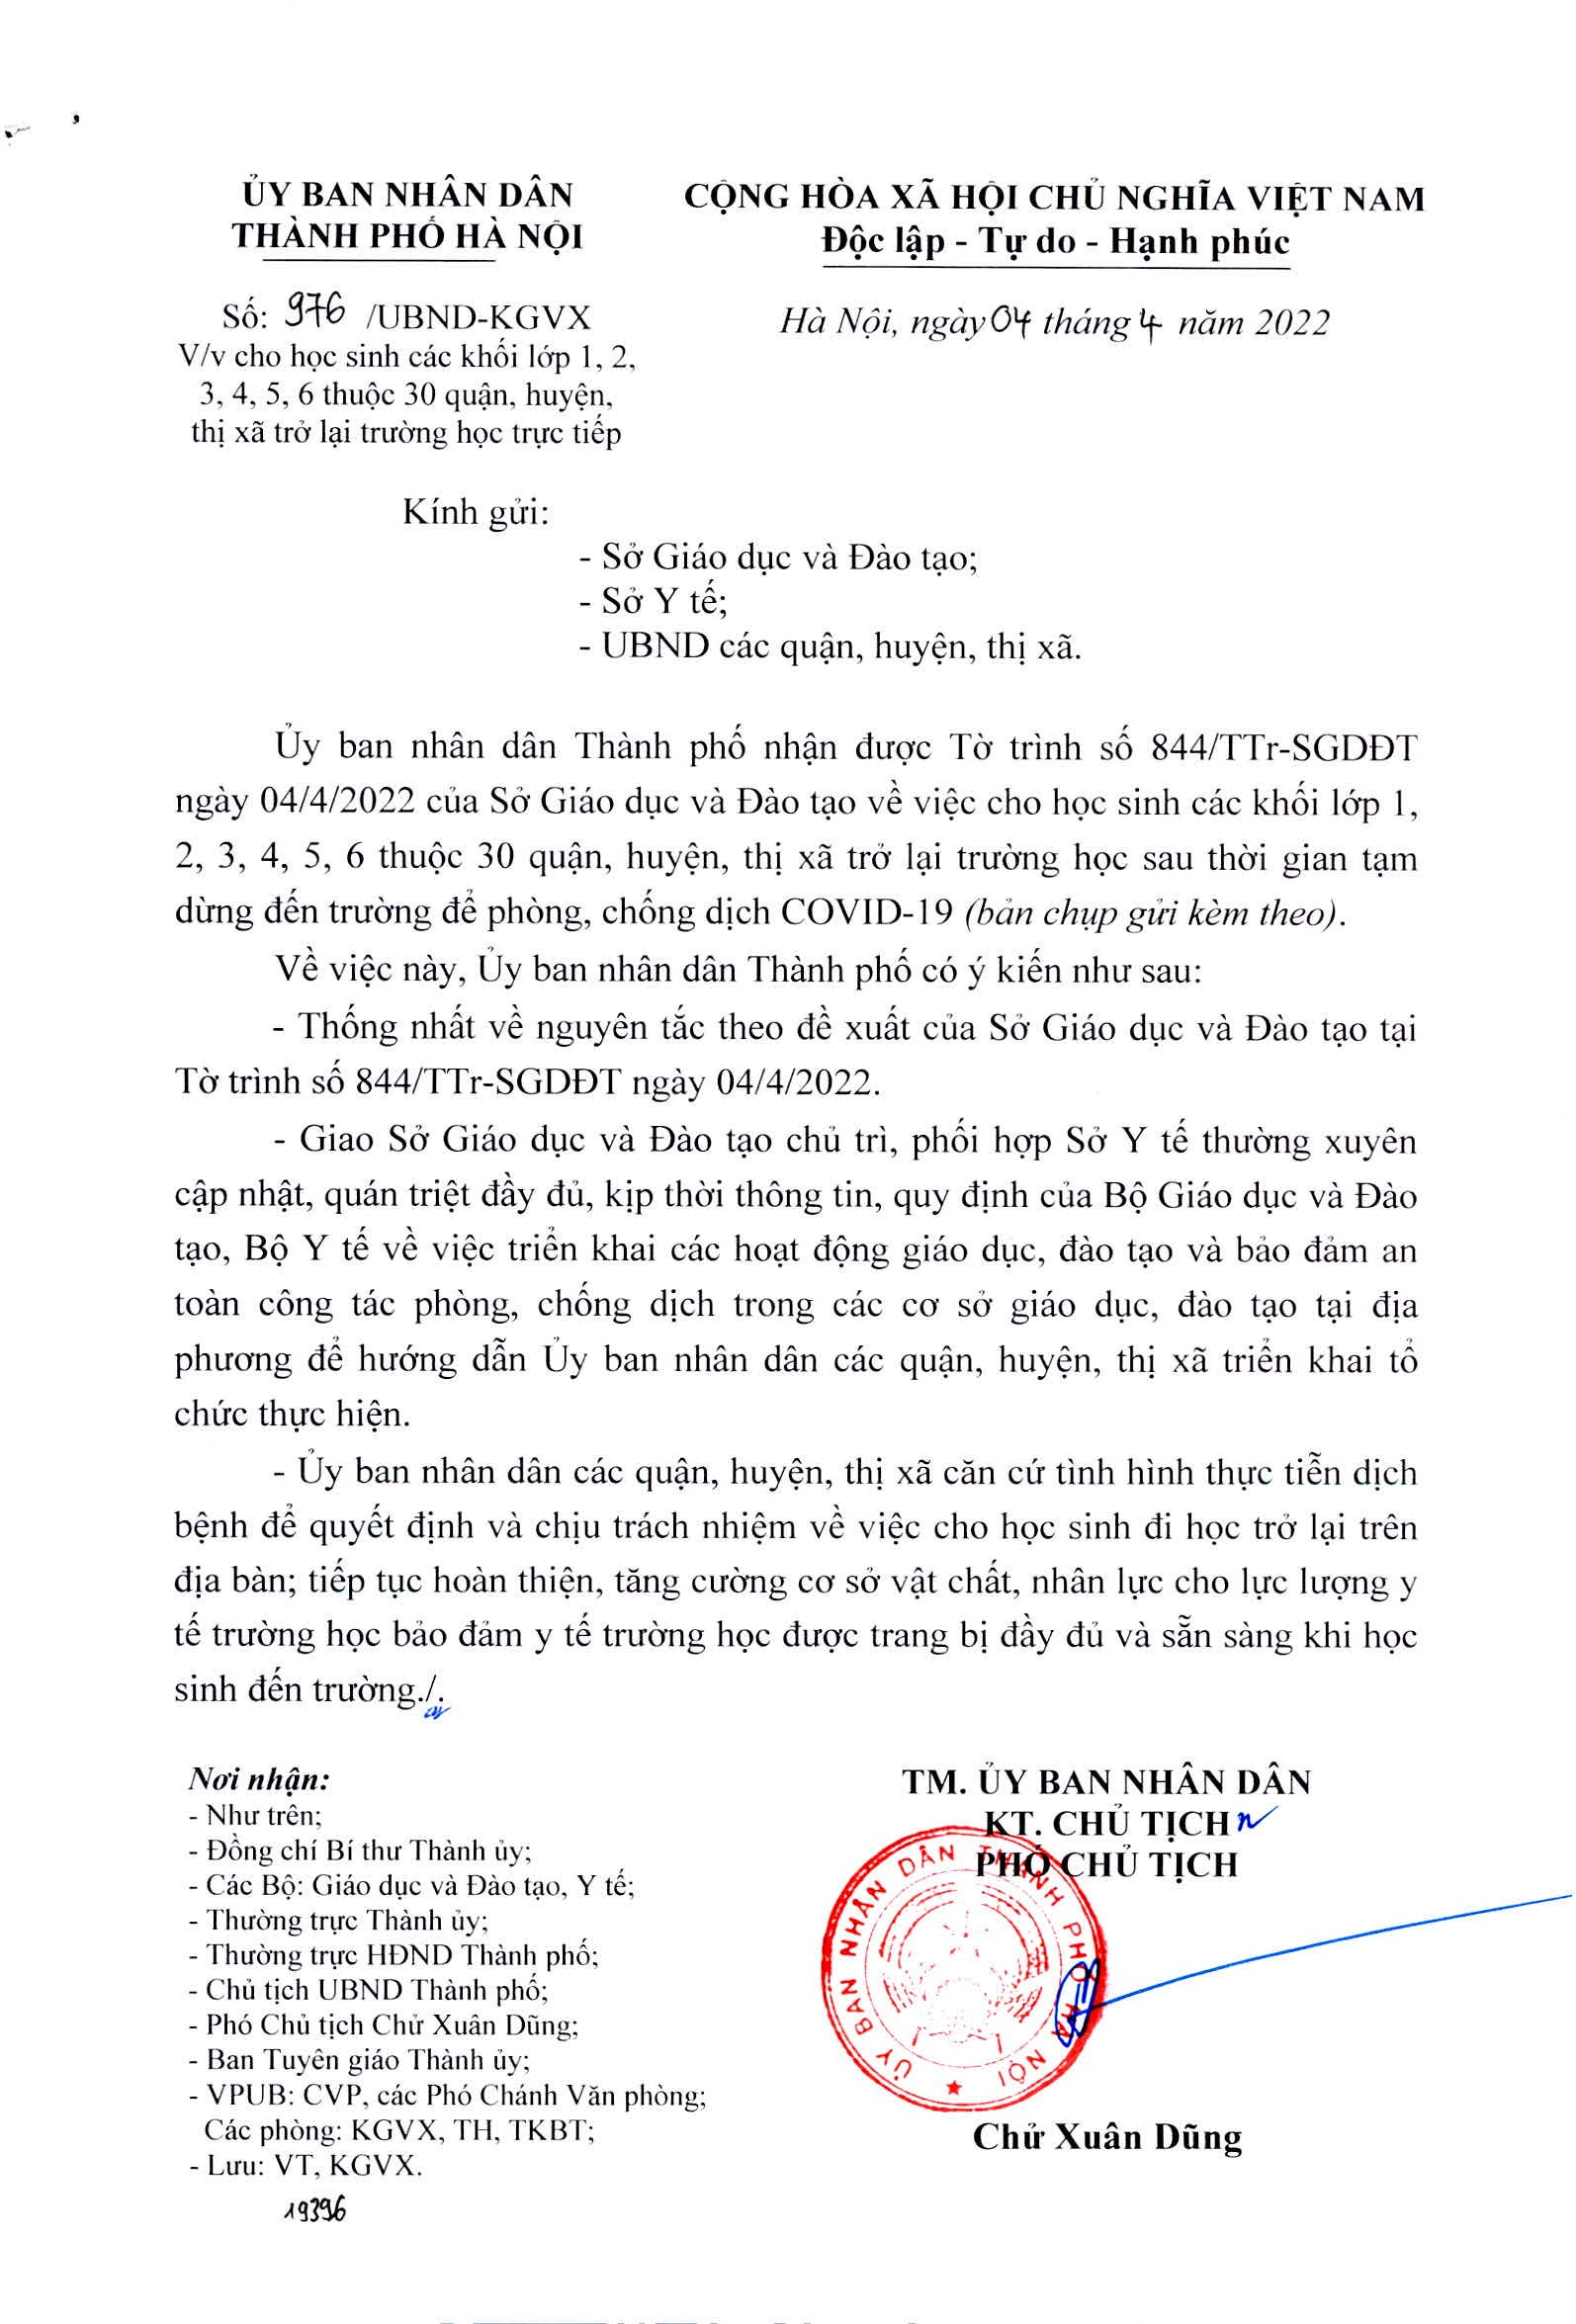 ỦY BAN NHÂN DÂN
THÀNH PHỐ HÀ NỘI
CỘNG HÒA XÃ HỘI CHỦ NGHĨA VIỆT NAM
Độc lập - Tự do - Hạnh phúc
Số: 976 /UBND-KGVX
V/v cho học sinh các khối lớp 1, 2,
3, 4, 5, 6 thuộc 30 quận, huyện,
thị xã trở lại trường học trực tiếp
Hà Nội, ngày 04 tháng 4 năm 2022
Kính gửi:
- Sở Giáo dục và Đào tạo;
- Sở Y tế;
- UBND các quận, huyện, thị xã.
Ủy ban nhân dân Thành phố nhận được Tờ trình số 844/TTr-SGDĐT
ngày 04/4/2022 của Sở Giáo dục và Đào tạo về việc cho học sinh các khối lớp 1,
2, 3, 4, 5, 6 thuộc 30 quận, huyện, thị xã trở lại trường học sau thời gian tạm
dừng đến trường để phòng, chống dịch COVID-19 (bản chụp gửi kèm theo).
Về việc này, Ủy ban nhân dân Thành phố có ý kiến như sau:
- Thống nhất về nguyên tắc theo đề xuất của Sở Giáo dục và Đào tạo tại
Tờ trình số 844/TTr-SGDĐT ngày 04/4/2022.
- Giao Sở Giáo dục và Đào tạo chủ trì, phối hợp Sở Y tế thường xuyên
cập nhật, quán triệt đầy đủ, kịp thời thông tin, quy định của Bộ Giáo dục và Đào
tạo, Bộ Y tế về việc triển khai các hoạt động giáo dục, đào tạo và bảo đảm an
toàn công tác phòng, chống dịch trong các cơ sở giáo dục, đào tạo tại địa
phương để hướng dẫn Ủy ban nhân dân các quận, huyện, thị xã triển khai tổ
chức thực hiện.
- Ủy ban nhân dân các quận, huyện, thị xã căn cứ tình hình thực tiễn dịch
bệnh để quyết định và chịu trách nhiệm về việc cho học sinh đi học trở lại trên
địa bàn; tiếp tục hoàn thiện, tăng cường cơ sở vật chất, nhân lực cho lực lượng y
tế trường học bảo đảm y tế trường học được trang bị đầy đủ và sẵn sàng khi học
sinh đến trường./.
Nơi nhận:
- Như trên;
- Đồng chí Bí thư Thành ủy;
- Các Bộ: Giáo dục và Đào tạo, Y tế;
- Thường trực Thành ủy;
- Thường trực HĐND Thành phố;
- Chủ tịch UBND Thành phố;
- Phó Chủ tịch Chử Xuân Dũng;
- Ban Tuyên giáo Thành ủy;
- VPUB: CVP, các Phó Chánh Văn phòng;
Các phòng: KGVX, TH, TKBT;
- Lưu: VT, KGVX.
19396
TM. ỦY BAN NHÂN DÂN
KT. CHỦ TỊCH
PHÓ CHỦ TỊCH
ỦY BAN NHÂN DÂN THÀNH PHỐ HÀ NỘI
Chử Xuân Dũng